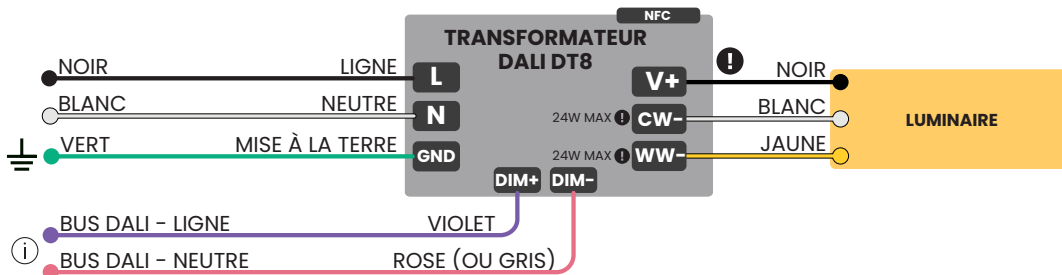 NFC
TRANSFORMATEUR
DALI DT8
NOIR LIGNE L
BLANC NEUTRE N
VERT MISE À LA TERRE GND
V+ NOIR
24W MAX ! CW- BLANC
24W MAX ! WW- JAUNE
!
LUMINAIRE
DIM+ DIM-
BUS DALI - LIGNE VIOLET
i
BUS DALI - NEUTRE ROSE (OU GRIS)